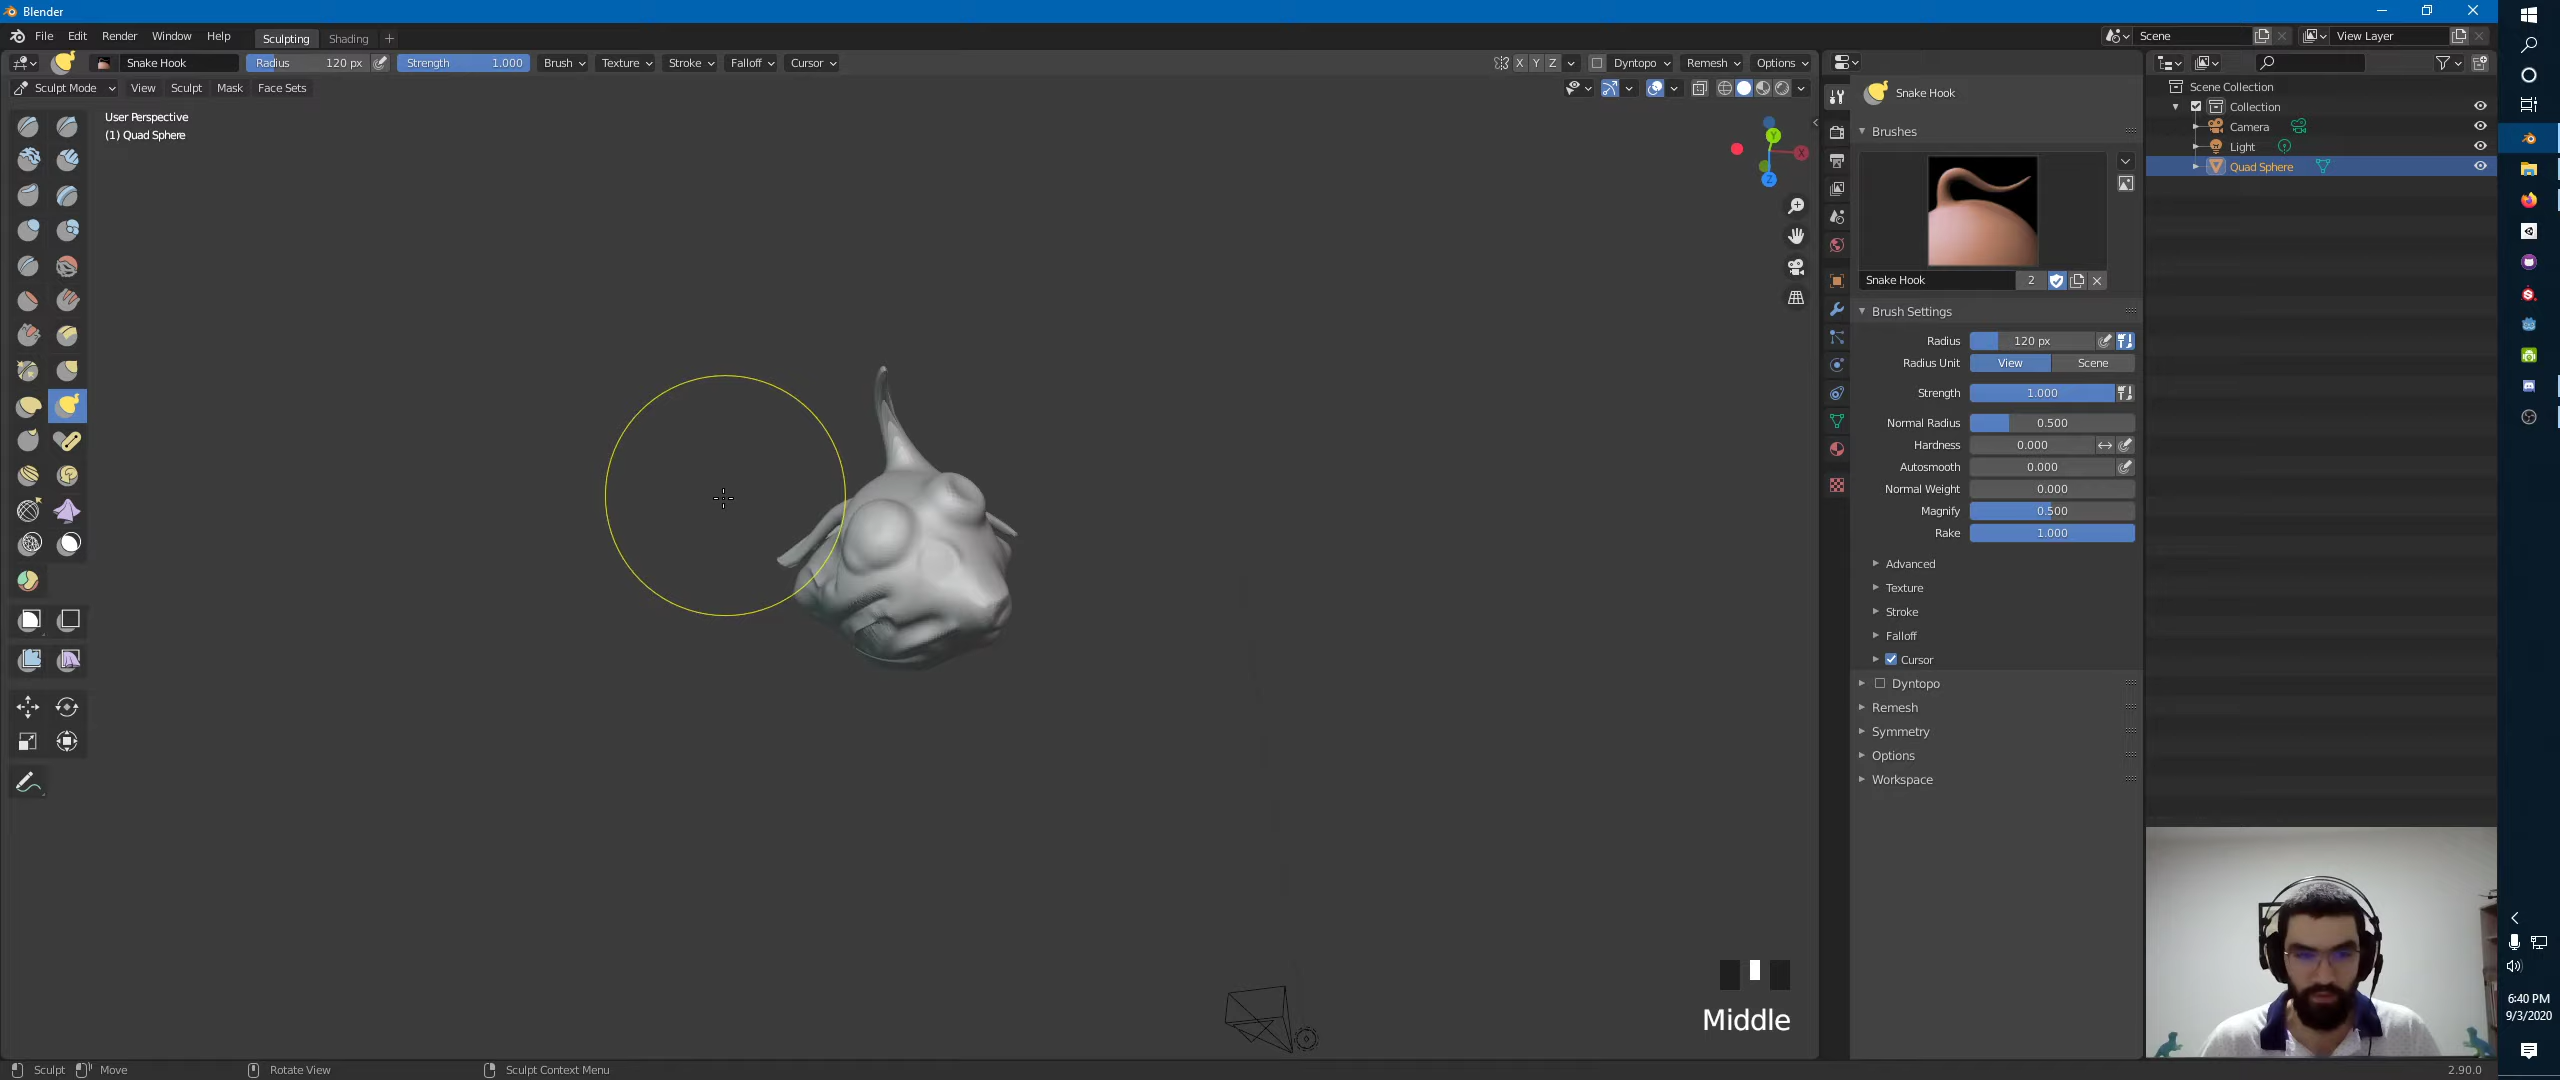 Blender
File Edit Render Window Help Sculpting Shading + Scene View Layer
Snake Hook Radius 120 px Strength 1.000 Brush Texture Stroke Falloff Cursor X Y Z Dyntopo Remesh Options
Sculpt Mode View Sculpt Mask Face Sets
User Perspective
(1) Quad Sphere
Y
X
Z
Snake Hook
Brushes
Snake Hook 2
Brush Settings
Radius 120 px
Radius Unit View Scene
Strength 1.000
Normal Radius 0.500
Hardness 0.000
Autosmooth 0.000
Normal Weight 0.000
Magnify 0.500
Rake 1.000
Advanced
Texture
Stroke
Falloff
Cursor
Dyntopo
Remesh
Symmetry
Options
Workspace
Scene Collection
Collection
Camera
Light
Quad Sphere
Middle
6:40 PM
9/3/2020
Sculpt Move Rotate View Sculpt Context Menu 2.90.0